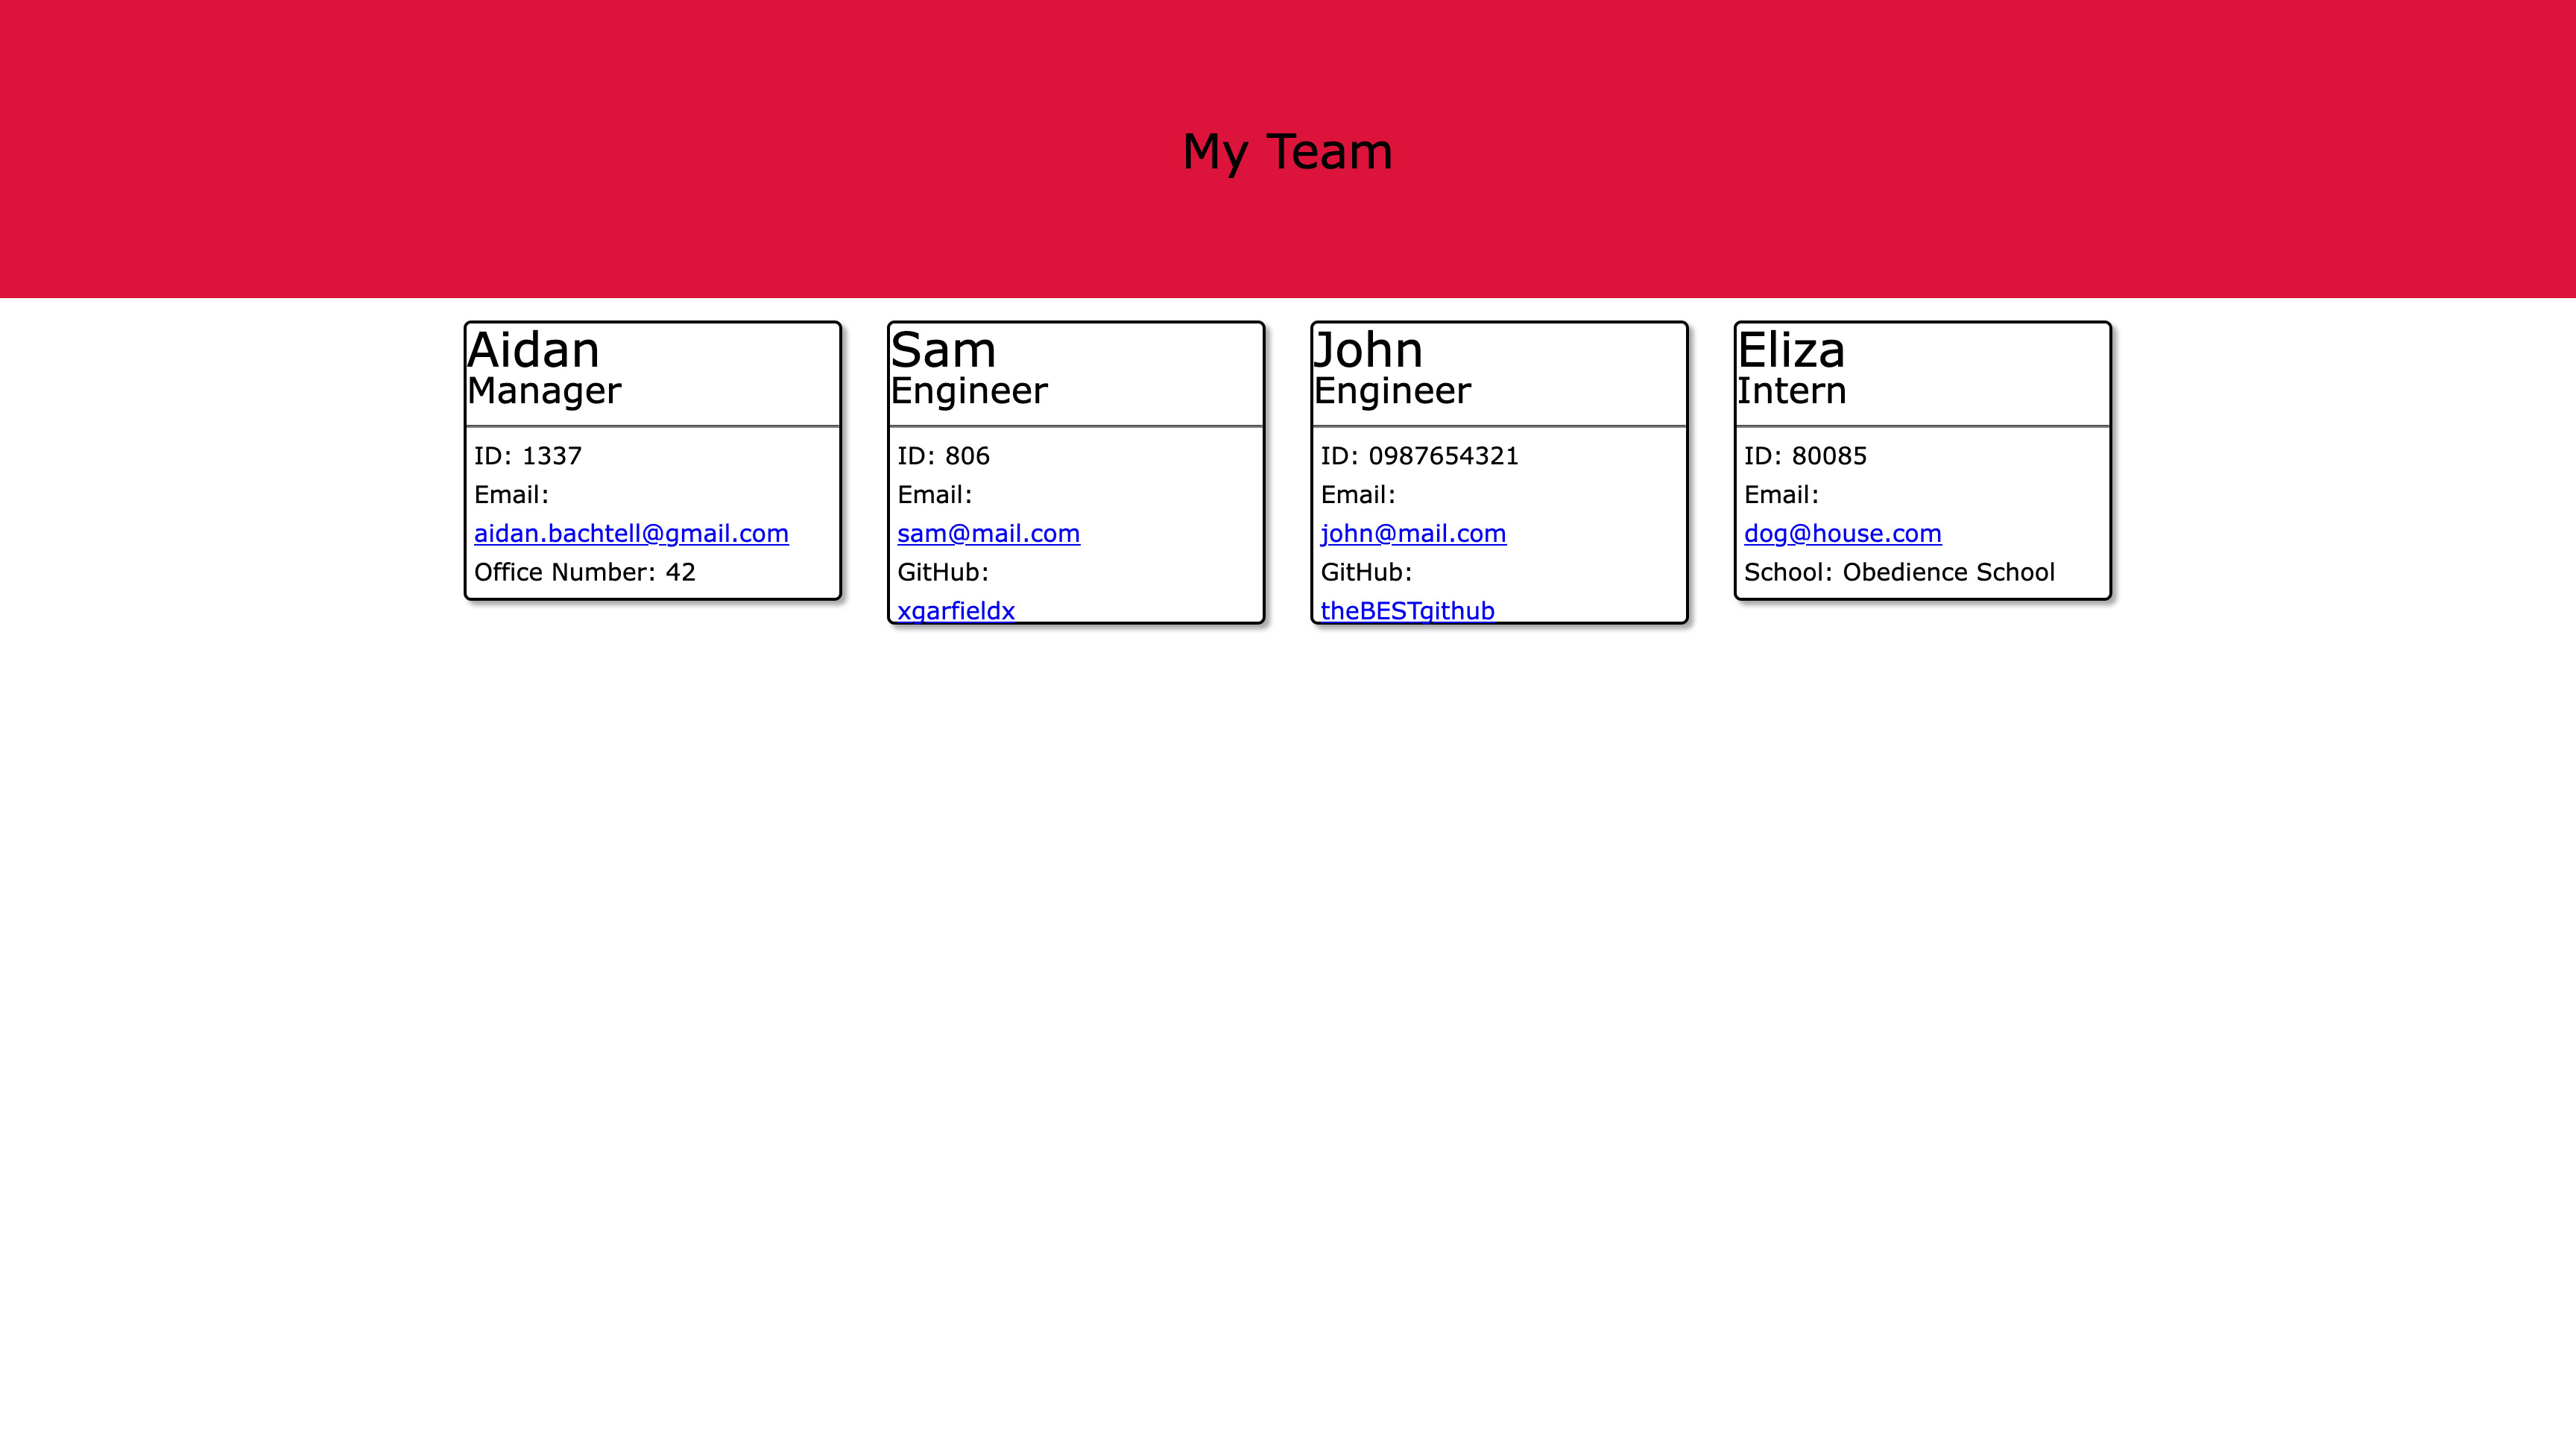 My Team
Aidan
Manager
ID: 1337
Email:
aidan.bachtell@gmail.com
Office Number: 42
Sam
Engineer
ID: 806
Email:
sam@mail.com
GitHub:
xgarfieldx
John
Engineer
ID: 0987654321
Email:
john@mail.com
GitHub:
theBESTgithub
Eliza
Intern
ID: 80085
Email:
dog@house.com
School: Obedience School